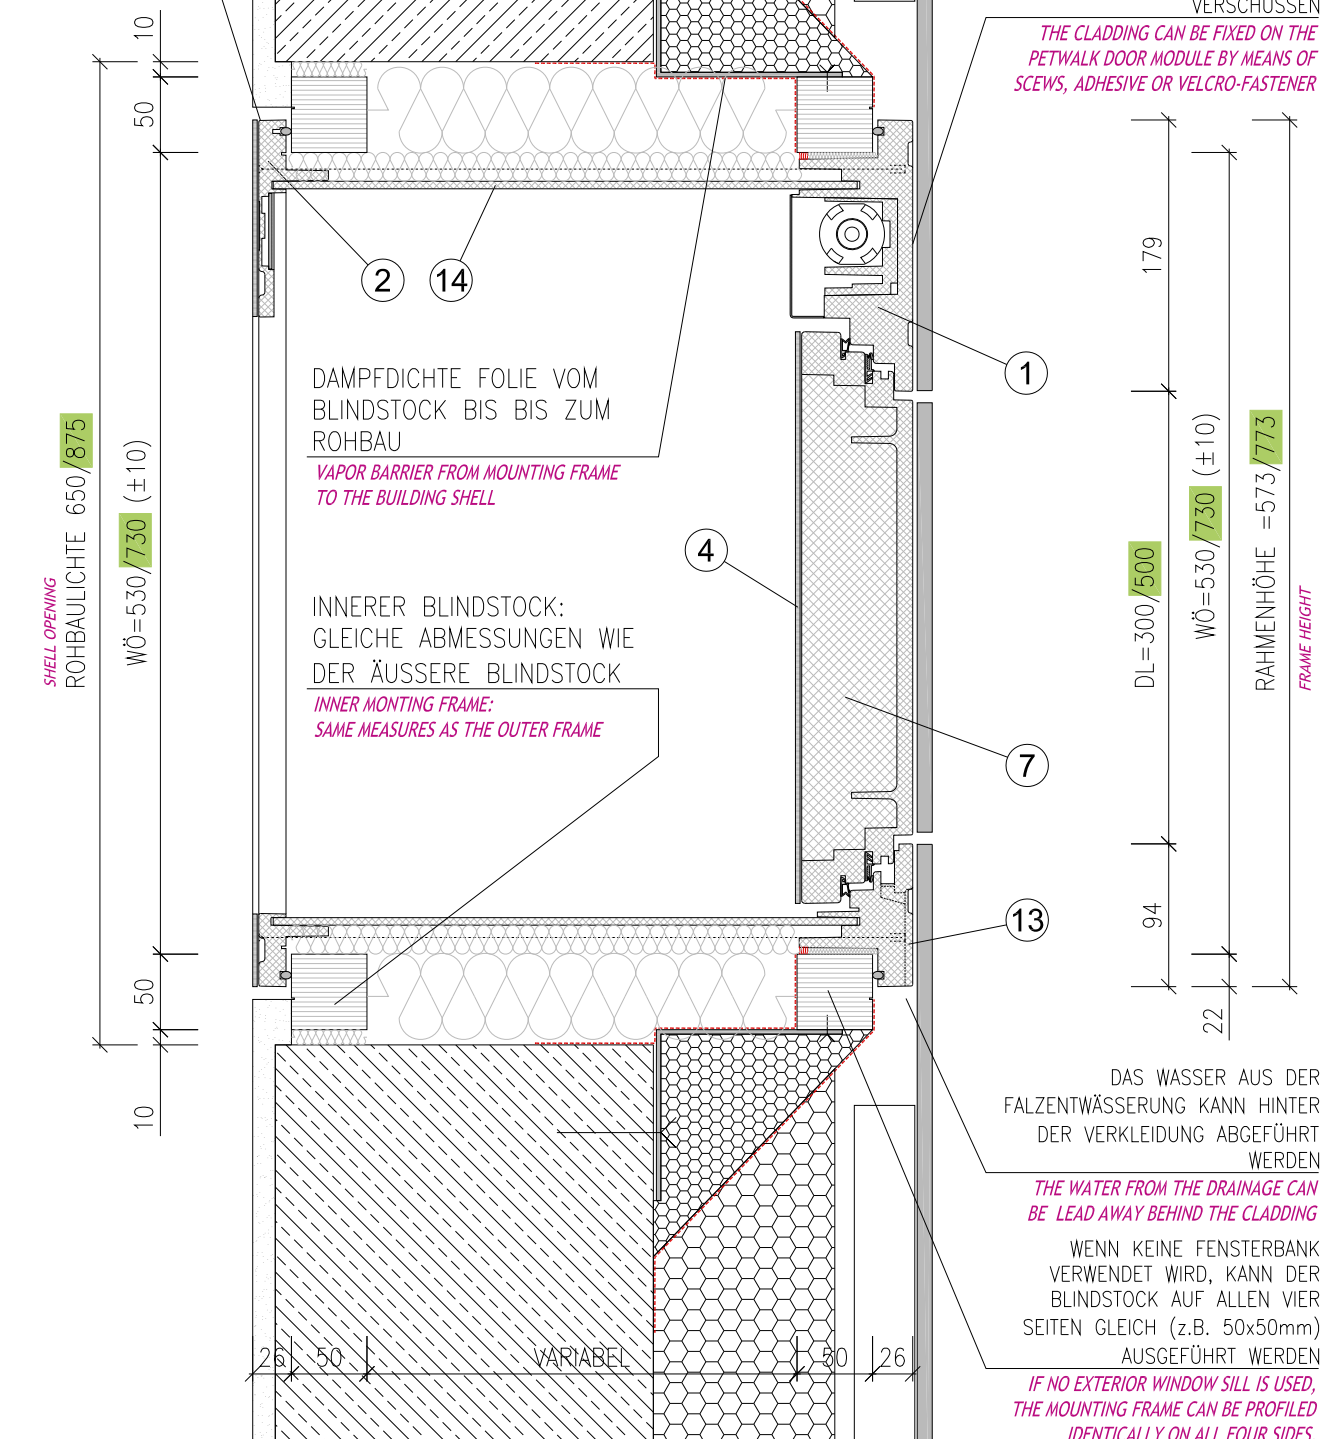 VERSCHÜSSEN
THE CLADDING CAN BE FIXED ON THE
PETWALK DOOR MODULE BY MEANS OF
SCEWS, ADHESIVE OR VELCRO-FASTENER
10
50
179
2
14
1
DAMPFDICHTE FOLIE VOM
BLINDSTOCK BIS BIS ZUM
ROHBAU
VAPOR BARRIER FROM MOUNTING FRAME
TO THE BUILDING SHELL
SHELL OPENING
ROHBAULICHTE 650/875
WÖ=530/730 (±10)
4
DL=300/500
WÖ=530/730 (±10)
RAHMENHÖHE =573/773
FRAME HEIGHT
INNERER BLINDSTOCK:
GLEICHE ABMESSUNGEN WIE
DER ÄUSSERE BLINDSTOCK
INNER MONTING FRAME:
SAME MEASURES AS THE OUTER FRAME
7
13
94
50
22
10
DAS WASSER AUS DER
FALZENTWÄSSERUNG KANN HINTER
DER VERKLEIDUNG ABGEFÜHRT
WERDEN
THE WATER FROM THE DRAINAGE CAN
BE LEAD AWAY BEHIND THE CLADDING
WENN KEINE FENSTERBANK
VERWENDET WIRD, KANN DER
BLINDSTOCK AUF ALLEN VIER
SEITEN GLEICH (z.B. 50x50mm)
AUSGEFÜHRT WERDEN
IF NO EXTERIOR WINDOW SILL IS USED,
THE MOUNTING FRAME CAN BE PROFILED
IDENTICALLY ON ALL FOUR SIDES
26 50 VARIABEL 50 26